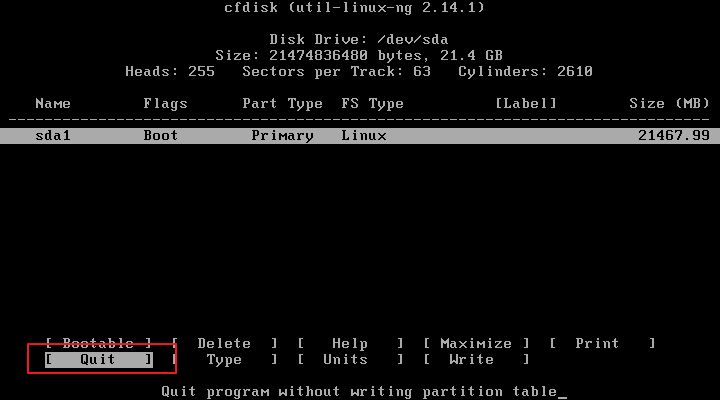 cfdisk (util-linux-ng 2.14.1)
Disk Drive: /dev/sda
Size: 21474836480 bytes, 21.4 GB
Heads: 255   Sectors per Track: 63   Cylinders: 2610
Name   Flags   Part Type   FS Type   [Label]   Size (MB)
sda1   Boot   Primary   Linux   21467.99
[ Bootable ]  [ Delete ]  [ Help ]  [ Maximize ]  [ Print ]
[ Quit ]  [ Type ]  [ Units ]  [ Write ]
Quit program without writing partition table_